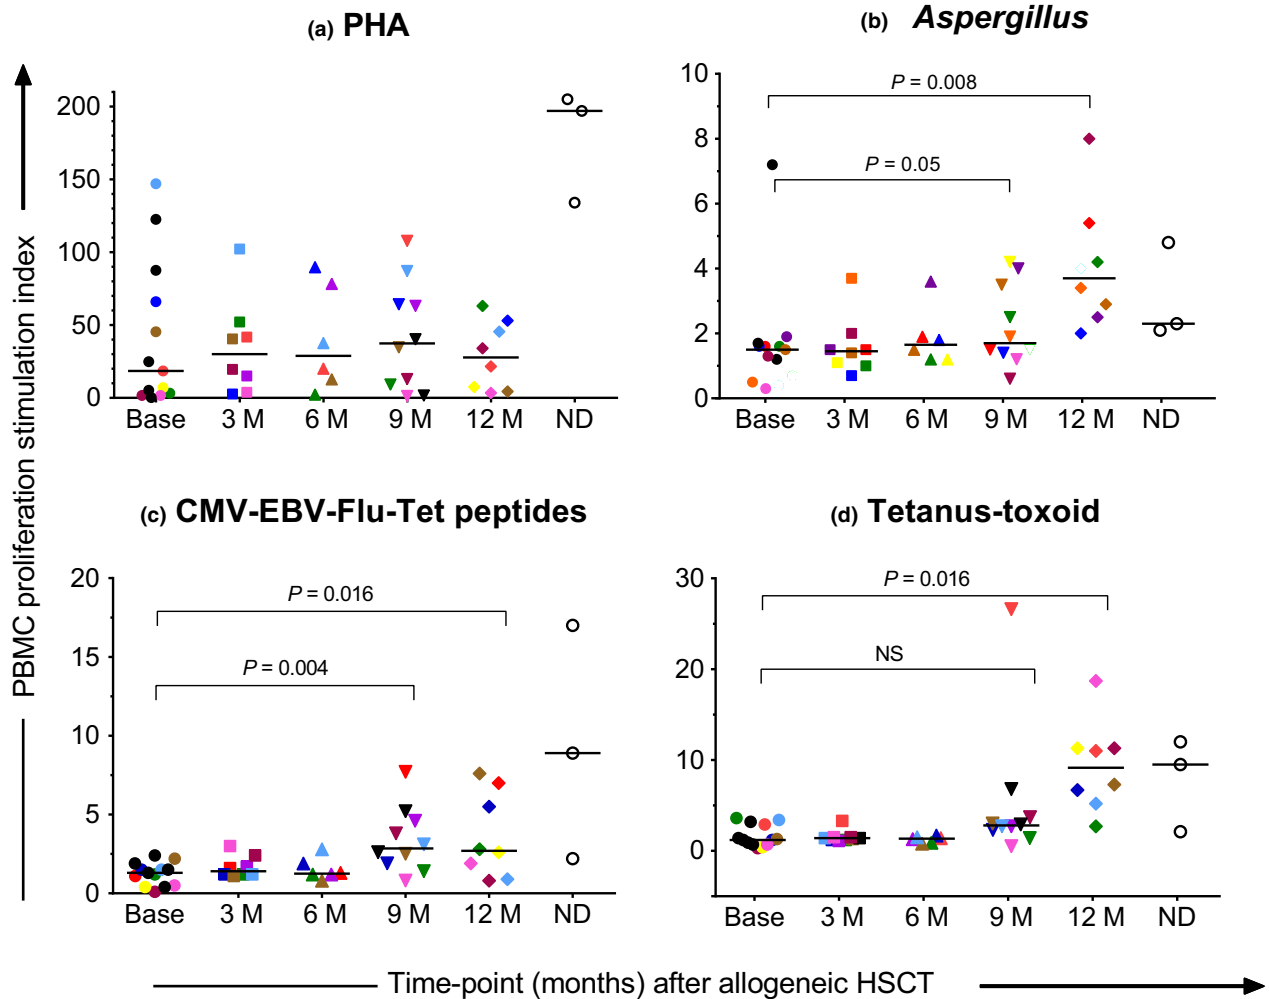 (a) PHA
(b) Aspergillus
PBMC proliferation stimulation index
200
150
100
50
0
Base 3 M 6 M 9 M 12 M ND
10
8
6
4
2
0
P = 0.008
P = 0.05
Base 3 M 6 M 9 M 12 M ND
(c) CMV-EBV-Flu-Tet peptides
(d) Tetanus-toxoid
20
15
10
5
0
P = 0.016
P = 0.004
Base 3 M 6 M 9 M 12 M ND
30
20
10
0
P = 0.016
NS
Base 3 M 6 M 9 M 12 M ND
Time-point (months) after allogeneic HSCT